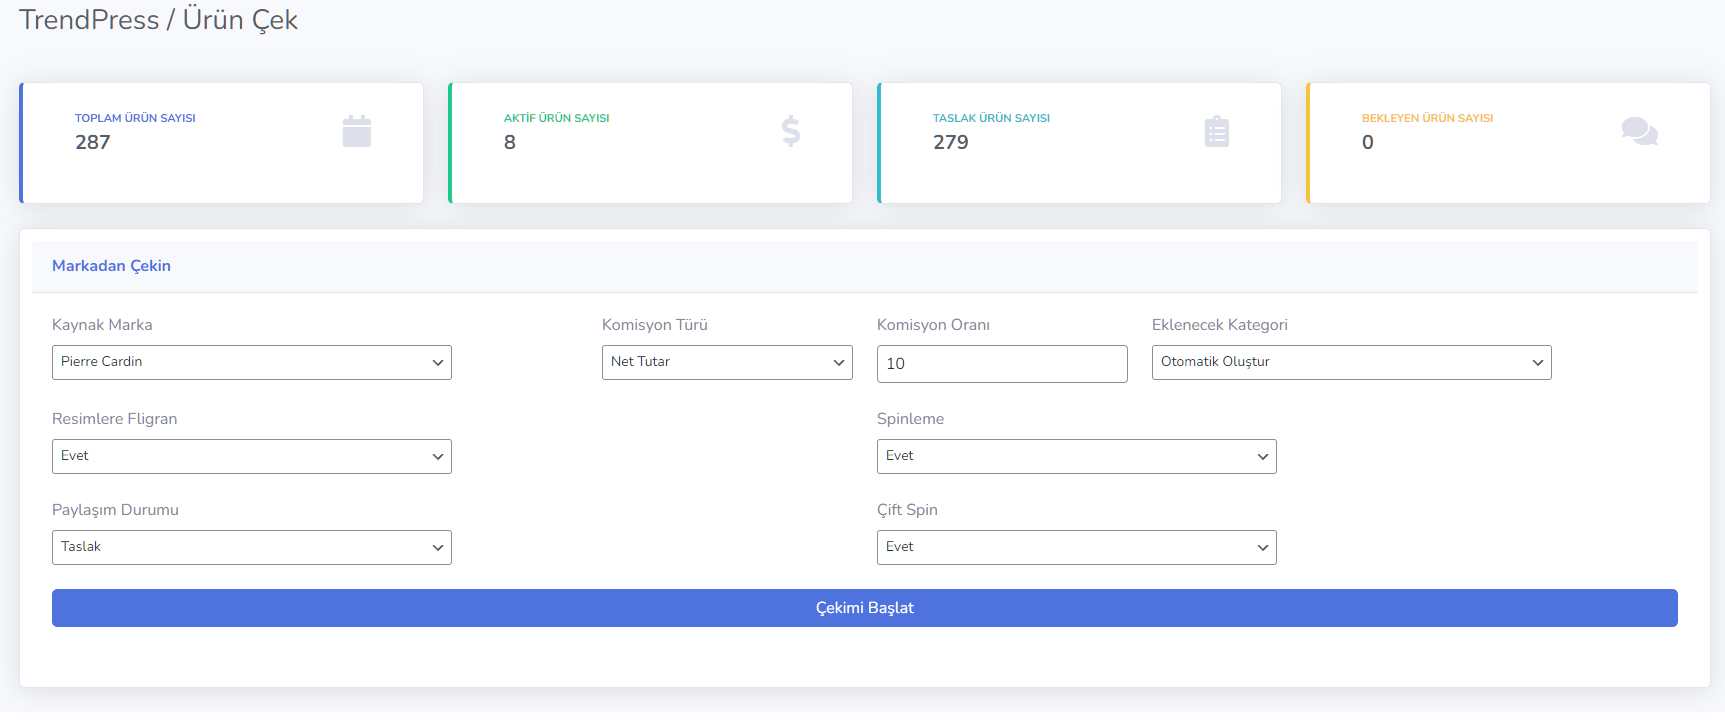 TrendPress / Ürün Çek
TOPLAM ÜRÜN SAYISI
287
AKTİF ÜRÜN SAYISI
8
TASLAK ÜRÜN SAYISI
279
BEKLEYEN ÜRÜN SAYISI
0
Markadan Çekin
Kaynak Marka
Komisyon Türü
Komisyon Oranı
Eklenecek Kategori
Pierre Cardin
Net Tutar
10
Otomatik Oluştur
Resimlere Fligran
Spinleme
Evet
Evet
Paylaşım Durumu
Çift Spin
Taslak
Evet
Çekimi Başlat